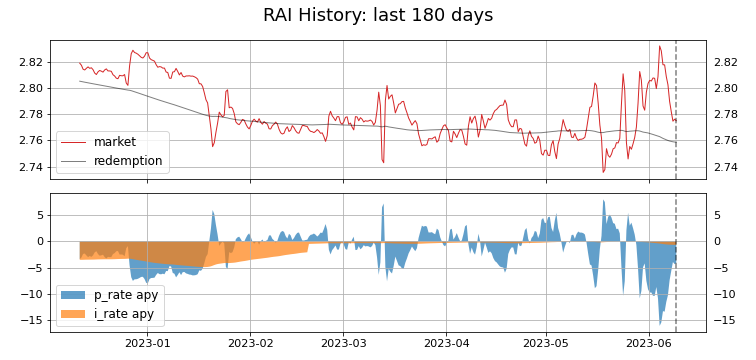 RAI History: last 180 days
2.82 2.82
2.80 2.80
2.78 2.78
2.76 2.76
2.74 2.74
market
redemption
5 5
0 0
−5 −5
−10 −10
−15 −15
p_rate apy
i_rate apy
2023-01 2023-02 2023-03 2023-04 2023-05 2023-06